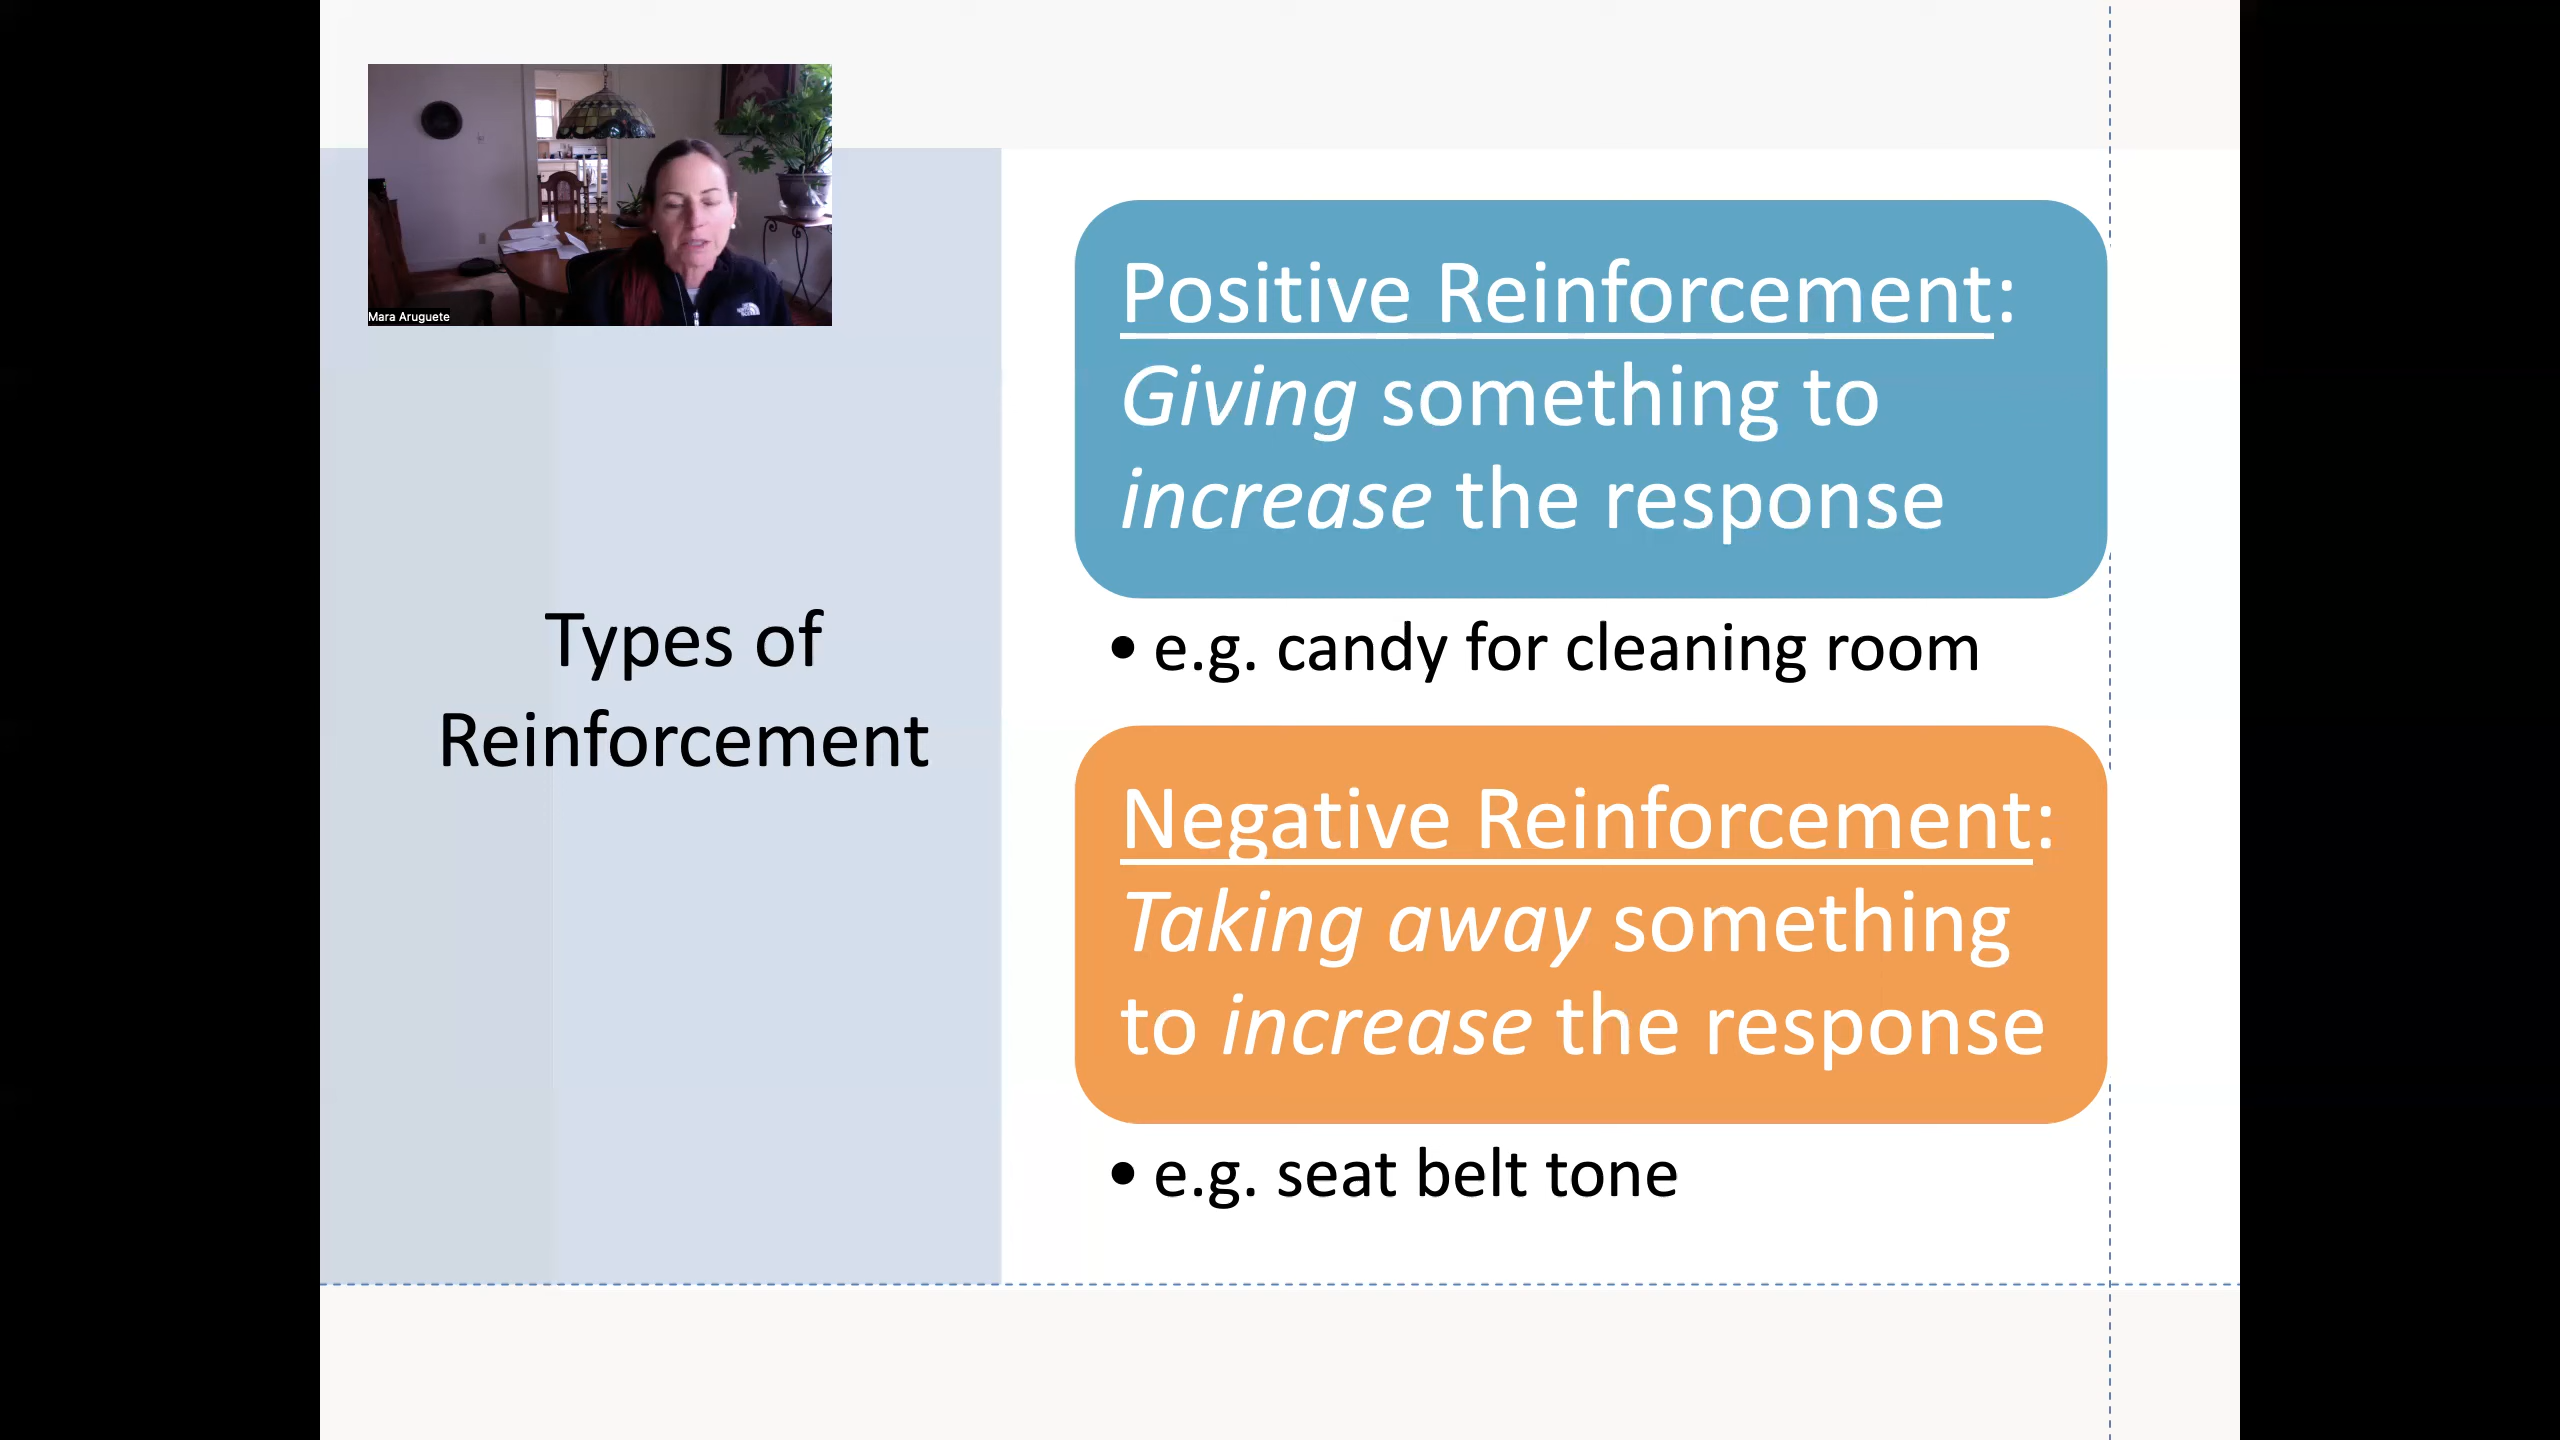 Mara Aruguete
Types of
Reinforcement
Positive Reinforcement:
Giving something to
increase the response
• e.g. candy for cleaning room
Negative Reinforcement:
Taking away something
to increase the response
• e.g. seat belt tone